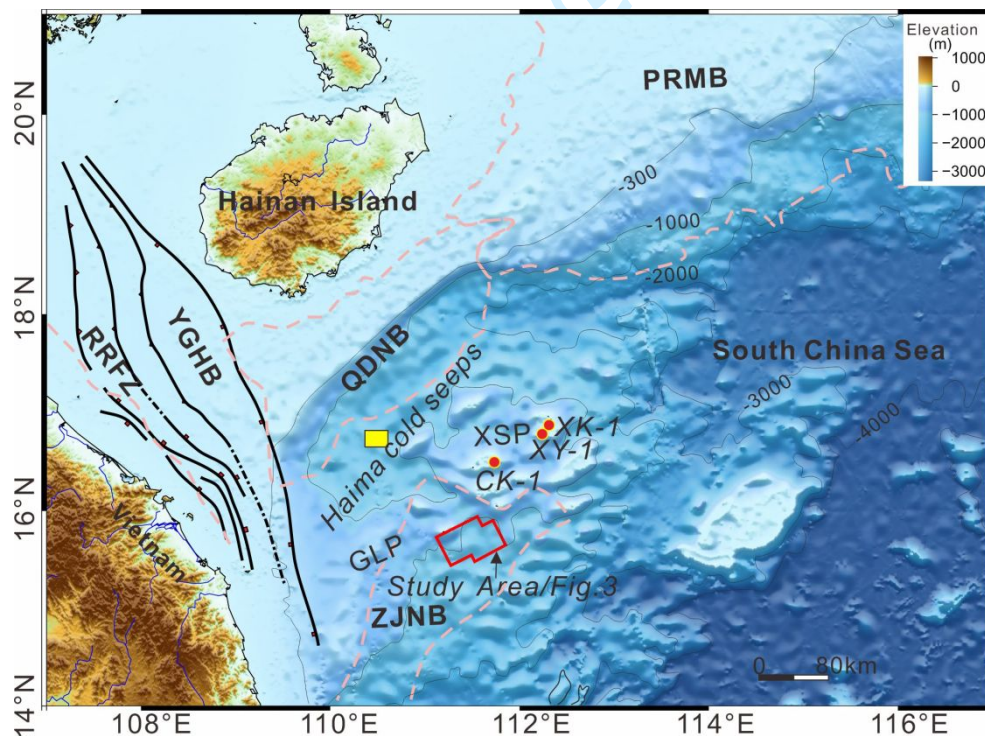 Elevation
(m)
1000
0
-1000
-2000
-3000
PRMB
20°N
-300
Hainan Island
-1000
-2000
18°N
YGHB
RRFZ
QDNB
South China Sea
-3000
-4000
Haima cold seeps
XSP
XK-1
XY-1
CK-1
16°N
Vietnam
GLP
Study Area/Fig.3
ZJNB
0 80km
14°N
108°E 110°E 112°E 114°E 116°E